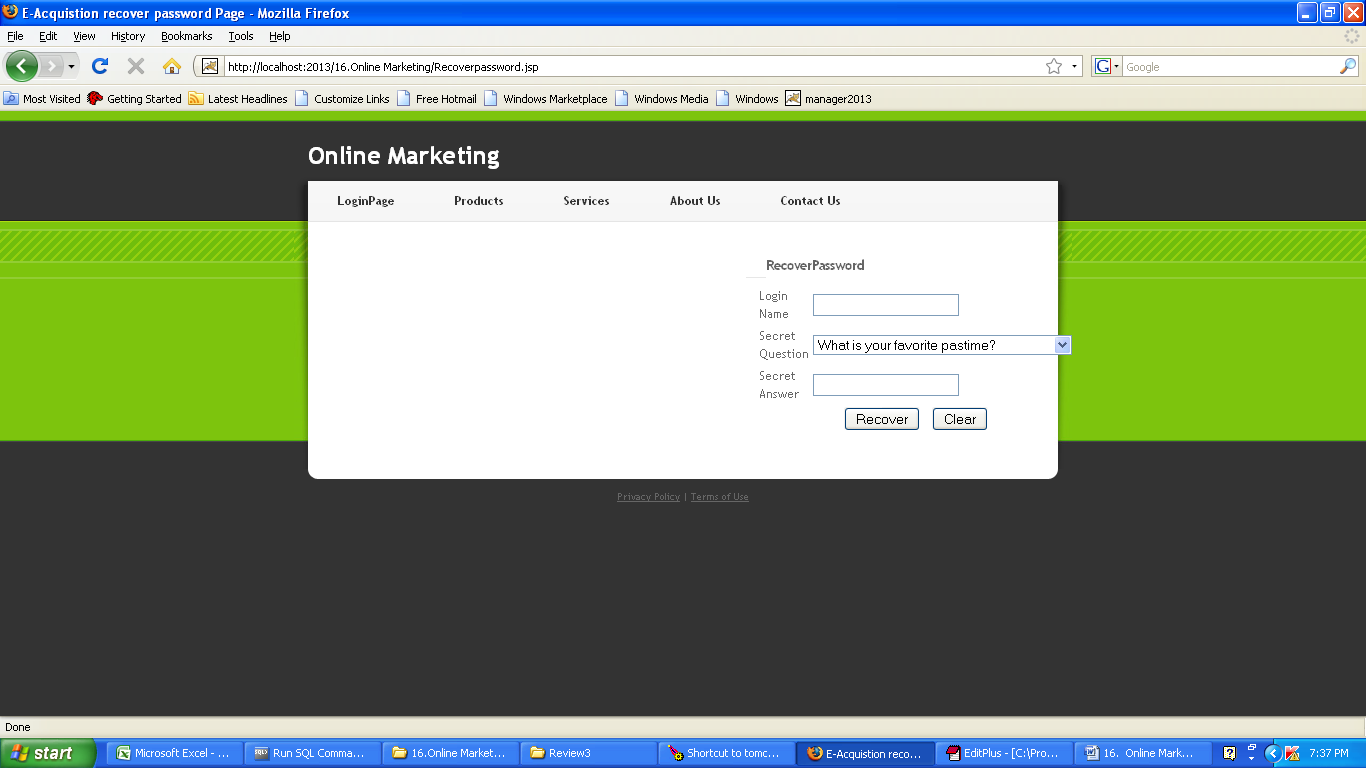 E-Acquistion recover password Page - Mozilla Firefox
File Edit View History Bookmarks Tools Help
http://localhost:2013/16.Online Marketing/Recoverpassword.jsp
G Google
Most Visited Getting Started Latest Headlines Customize Links Free Hotmail Windows Marketplace Windows Media Windows manager2013
Online Marketing
LoginPage Products Services About Us Contact Us
RecoverPassword
Login
Name
Secret
Question
What is your favorite pastime?
Secret
Answer
Recover Clear
Privacy Policy | Terms of Use
Done
start Microsoft Excel - ... Run SQL Comma... 16.Online Market... Review3 Shortcut to tomc... E-Acquistion reco... EditPlus - [C:\Pro... 16. Online Mark... 7:37 PM